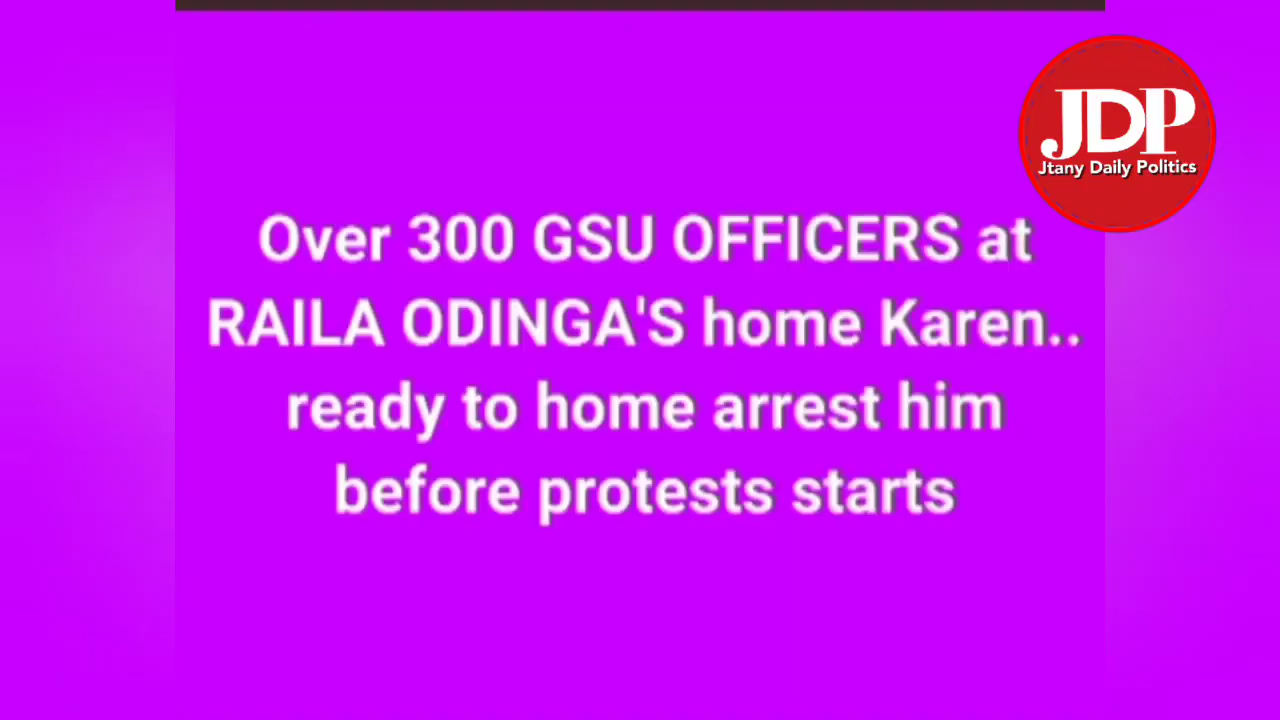 JDP
Jtany Daily Politics
Over 300 GSU OFFICERS at
RAILA ODINGA'S home Karen..
ready to home arrest him
before protests starts